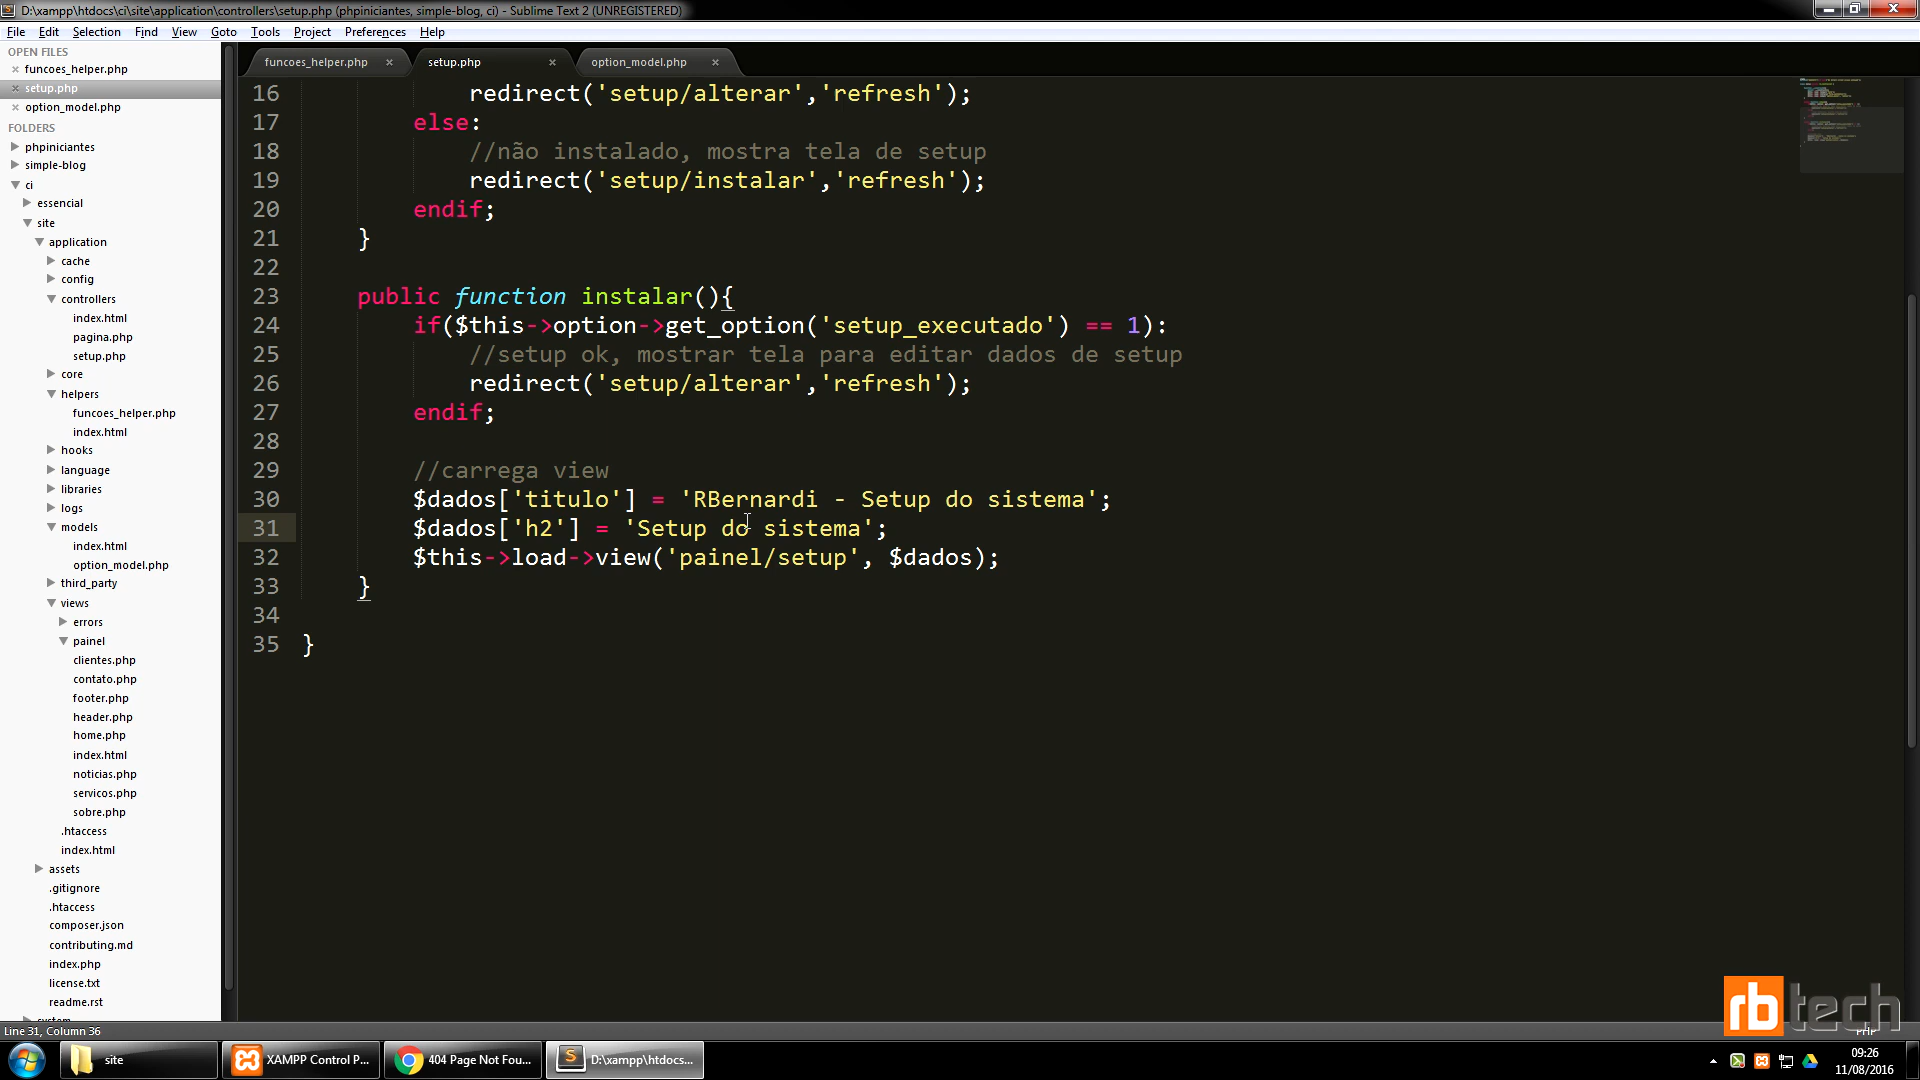 D:\xampp\htdocs\ci\site\application\controllers\setup.php (phpiniciantes, simple-blog, ci) - Sublime Text 2 (UNREGISTERED)
File Edit Selection Find View Goto Tools Project Preferences Help
OPEN FILES
funcoes_helper.php
setup.php
option_model.php
FOLDERS
phpiniciantes
simple-blog
ci
essencial
site
application
cache
config
controllers
index.html
pagina.php
setup.php
core
helpers
funcoes_helper.php
index.html
hooks
language
libraries
logs
models
index.html
option_model.php
third_party
views
errors
painel
clientes.php
contato.php
footer.php
header.php
home.php
index.html
noticias.php
servicos.php
sobre.php
.htaccess
index.html
assets
.gitignore
.htaccess
composer.json
contributing.md
index.php
license.txt
readme.rst
system
funcoes_helper.php × setup.php × option_model.php ×
16 redirect('setup/alterar','refresh');
17 else:
18 //não instalado, mostra tela de setup
19 redirect('setup/instalar','refresh');
20 endif;
21 }
22
23 public function instalar(){
24 if($this->option->get_option('setup_executado') == 1):
25 //setup ok, mostrar tela para editar dados de setup
26 redirect('setup/alterar','refresh');
27 endif;
28
29 //carrega view
30 $dados['titulo'] = 'RBernardi - Setup do sistema';
31 $dados['h2'] = 'Setup do sistema';
32 $this->load->view('painel/setup', $dados);
33 }
34
35 }
rbtech
Line 31, Column 36
PHP
site
XAMPP Control P...
404 Page Not Fou...
D:\xampp\htdocs...
09:26
11/08/2016